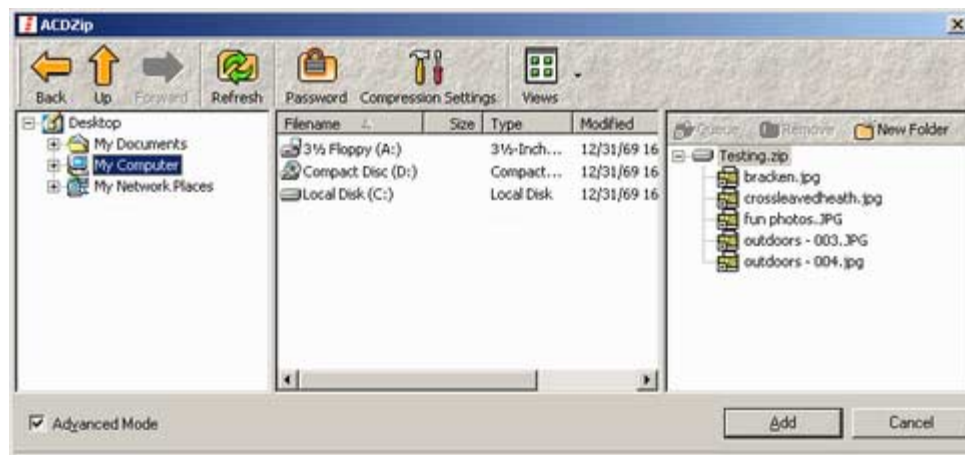 ACDZip
Back Up Forward Refresh Password Compression Settings Views
Desktop
My Documents
My Computer
My Network Places
Filename Size Type Modified
3½ Floppy (A:) 3½-Inch... 12/31/69 16
Compact Disc (D:) Compact... 12/31/69 16
Local Disk (C:) Local Disk 12/31/69 16
Queue Remove New Folder
Testing.zip
bracken.jpg
crossleavedheath.jpg
fun photos.JPG
outdoors - 003.JPG
outdoors - 004.jpg
Advanced Mode
Add Cancel